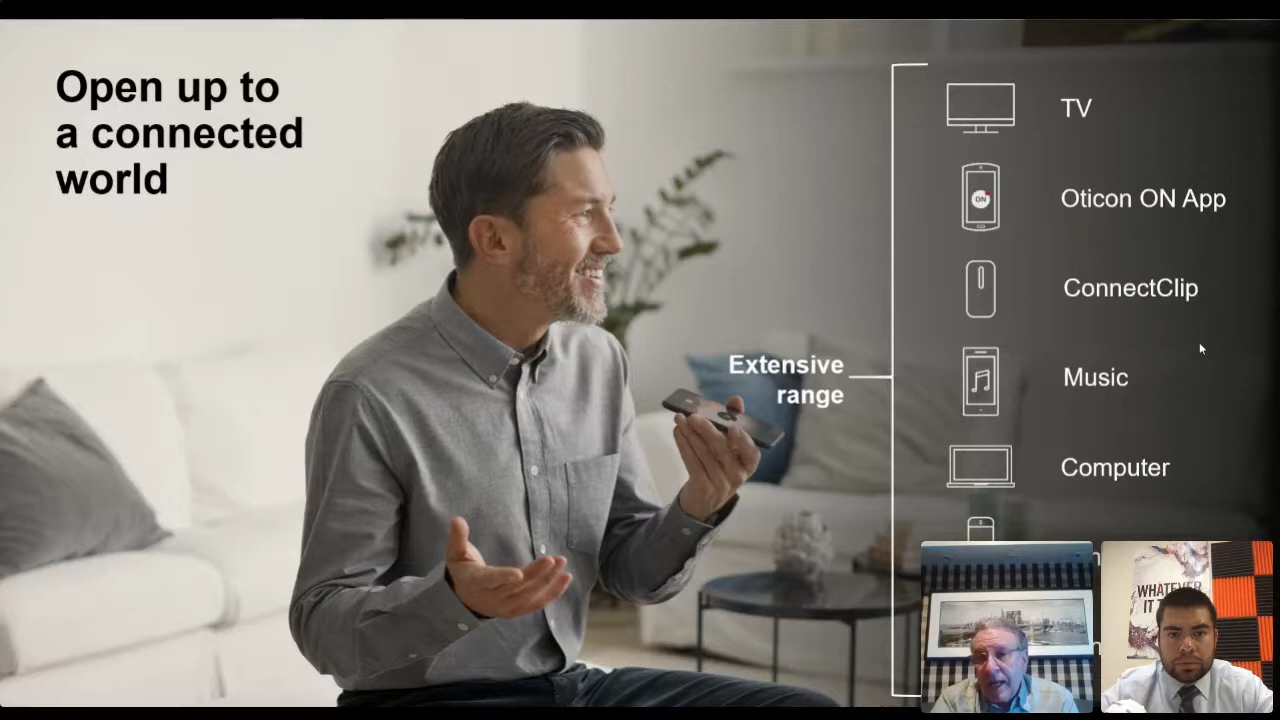 Open up to
a connected
world
TV
ON
Oticon ON App
ConnectClip
Extensive
range
Music
Computer
WHATEVER
IT